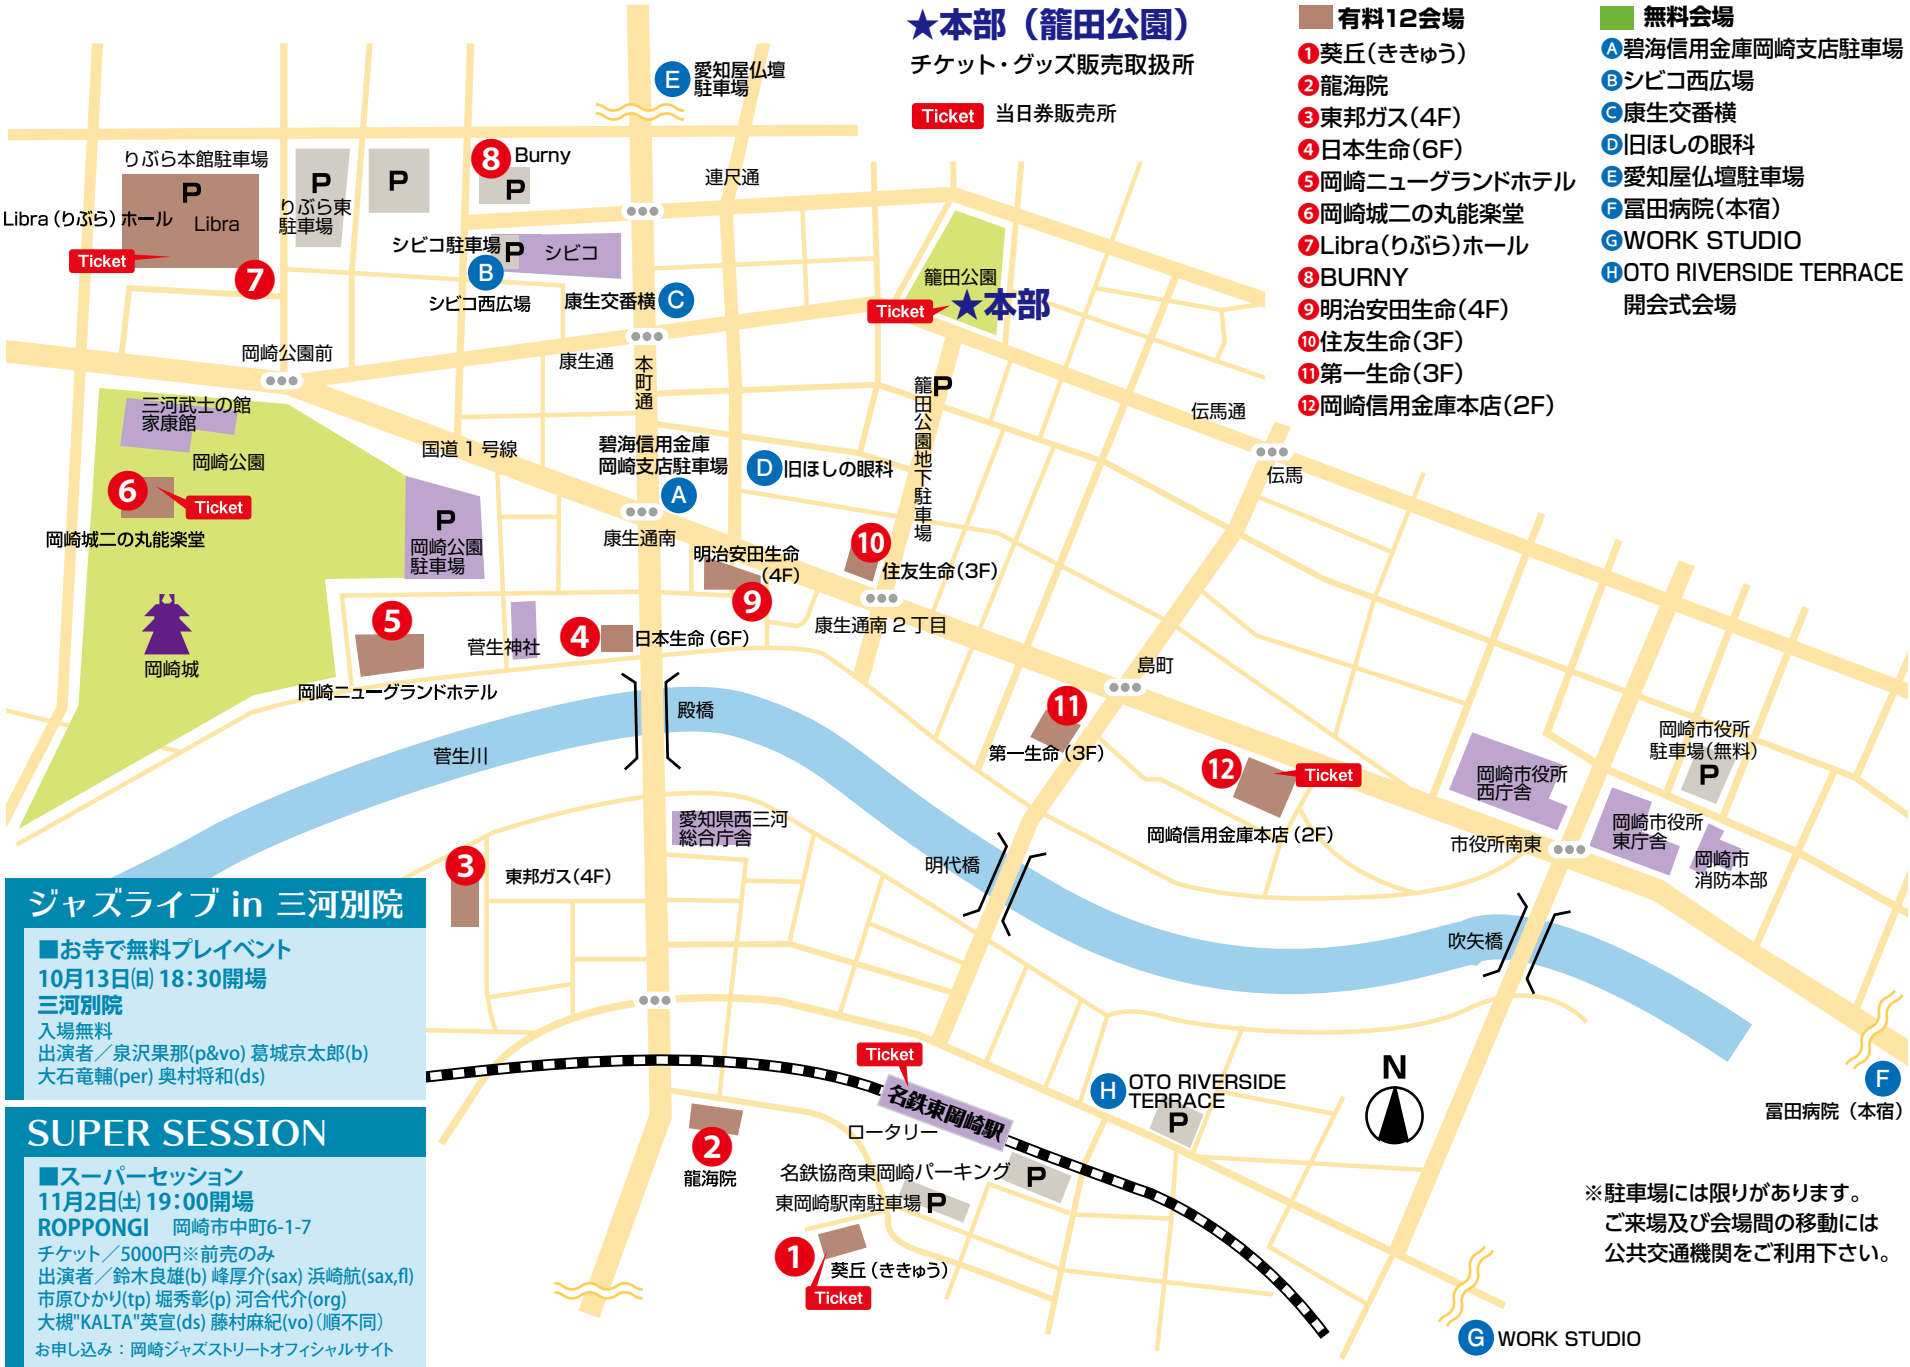 ★本部（籠田公園）
チケット・グッズ販売取扱所
Ticket 当日券販売所
有料12会場
❶葵丘(ききゅう)
❷龍海院
❸東邦ガス(4F)
❹日本生命(6F)
❺岡崎ニューグランドホテル
❻岡崎城二の丸能楽堂
❼Libra(りぶら)ホール
❽BURNY
❾明治安田生命(4F)
❿住友生命(3F)
⓫第一生命(3F)
⓬岡崎信用金庫本店(2F)
無料会場
Ⓐ碧海信用金庫岡崎支店駐車場
Ⓑシビコ西広場
Ⓒ康生交番横
Ⓓ旧ほしの眼科
Ⓔ愛知屋仏壇駐車場
Ⓕ冨田病院(本宿)
ⒼWORK STUDIO
ⒽOTO RIVERSIDE TERRACE
開会式会場
E
愛知屋仏壇
駐車場
りぶら本館駐車場
P
Libra（りぶら）ホール
Libra
Ticket
7
P
りぶら東
駐車場
P
8
Burny
P
連尺通
シビコ駐車場
P
シビコ
B
シビコ西広場
康生交番横
C
籠田公園
Ticket
★本部
岡崎公園前
康生通
本町通
籠田公園地下駐車場
P
伝馬通
伝馬
三河武士の館
家康館
岡崎公園
国道1号線
碧海信用金庫
岡崎支店駐車場
A
D
旧ほしの眼科
6
Ticket
岡崎城二の丸能楽堂
P
岡崎公園
駐車場
康生通南
明治安田生命
(4F)
9
10
住友生命(3F)
康生通南2丁目
岡崎城
5
岡崎ニューグランドホテル
菅生神社
4
日本生命(6F)
島町
殿橋
菅生川
11
第一生命(3F)
12
Ticket
岡崎信用金庫本店(2F)
岡崎市役所
西庁舎
岡崎市役所
駐車場(無料)
P
岡崎市役所
東庁舎
岡崎市
消防本部
市役所南東
愛知県西三河
総合庁舎
3
東邦ガス(4F)
明代橋
吹矢橋
Ticket
名鉄東岡崎駅
ロータリー
H
OTO RIVERSIDE
TERRACE
P
N
F
冨田病院（本宿）
2
龍海院
名鉄協商東岡崎パーキング
P
東岡崎駅南駐車場
P
1
葵丘(ききゅう)
Ticket
G
WORK STUDIO
※駐車場には限りがあります。
ご来場及び会場間の移動には
公共交通機関をご利用下さい。
ジャズライブ in 三河別院
■お寺で無料プレイベント
10月13日(日) 18:30開場
三河別院
入場無料
出演者／泉沢果那(p&vo) 葛城京太郎(b)
大石竜輔(per) 奥村将和(ds)
SUPER SESSION
■スーパーセッション
11月2日(土) 19:00開場
ROPPONGI 岡崎市中町6-1-7
チケット／5000円※前売のみ
出演者／鈴木良雄(b) 峰厚介(sax) 浜崎航(sax,fl)
市原ひかり(tp) 堀秀彰(p) 河合代介(org)
大槻"KALTA"英宣(ds) 藤村麻紀(vo)（順不同）
お申し込み：岡崎ジャズストリートオフィシャルサイト